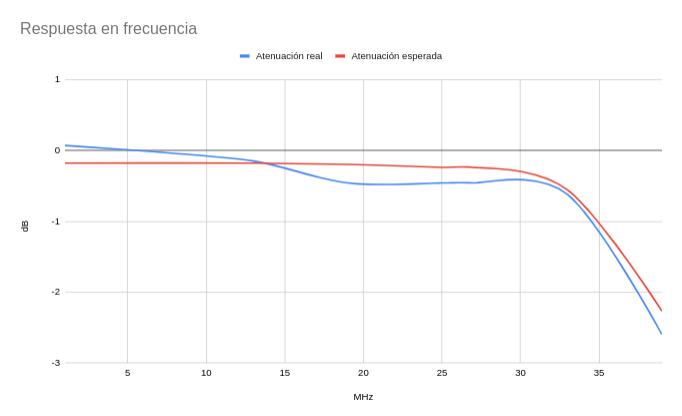 Respuesta en frecuencia
Atenuación real
Atenuación esperada
1
0
-1
-2
-3
dB
5
10
15
20
25
30
35
MHz